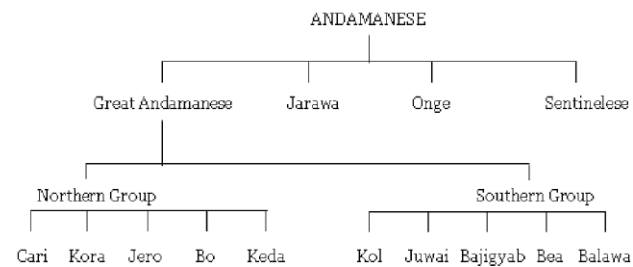 ANDAMANESE
Great Andamanese Jarawa Onge Sentinelese
Northern Group Southern Group
Cari Kora Jero Bo Keda Kol Juwai Bajigyab Bea Balawa